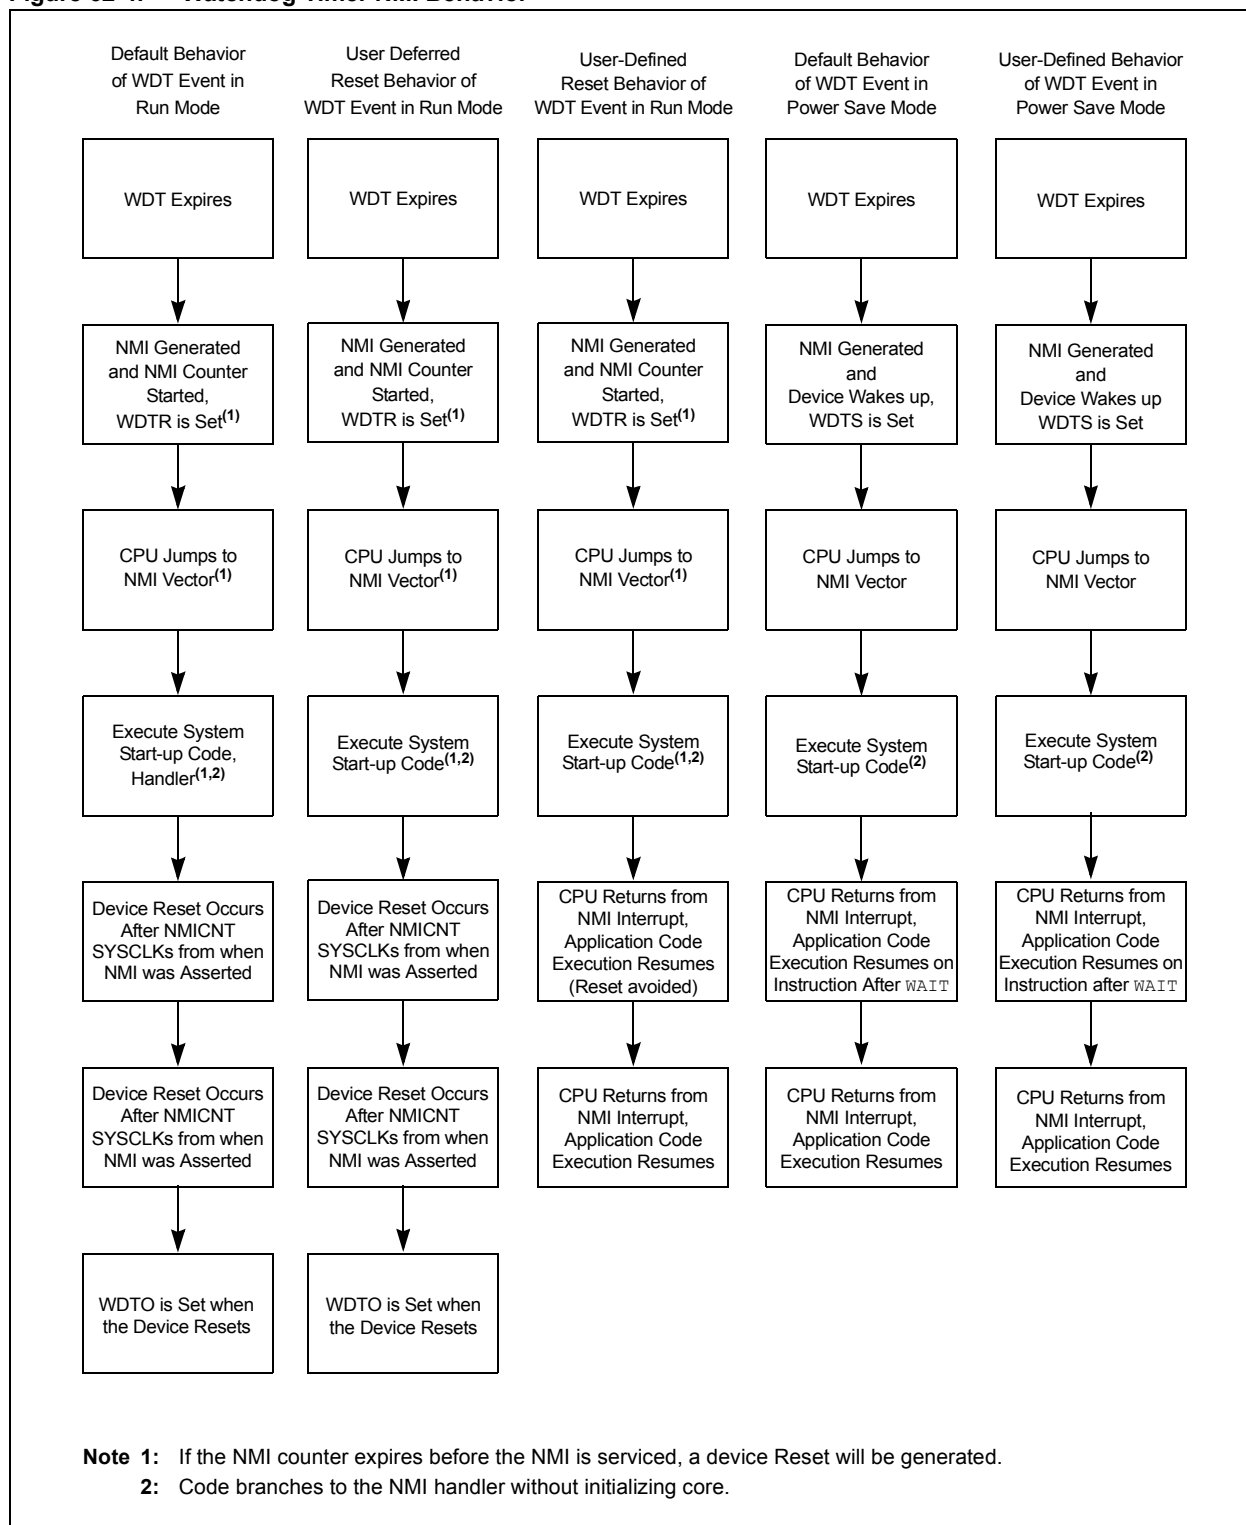 Figure Watchdog Timer NMI Behavior
Default Behavior
of WDT Event in
Run Mode
WDT Expires
NMI Generated
and NMI Counter
Started,
WDTR is Set(1)
CPU Jumps to
NMI Vector(1)
Execute System
Start-up Code,
Handler(1,2)
Device Reset Occurs
After NMICNT
SYSCLKs from when
NMI was Asserted
Device Reset Occurs
After NMICNT
SYSCLKs from when
NMI was Asserted
WDTO is Set when
the Device Resets
User Deferred
Reset Behavior of
WDT Event in Run Mode
WDT Expires
NMI Generated
and NMI Counter
Started,
WDTR is Set(1)
CPU Jumps to
NMI Vector(1)
Execute System
Start-up Code(1,2)
Device Reset Occurs
After NMICNT
SYSCLKs from when
NMI was Asserted
Device Reset Occurs
After NMICNT
SYSCLKs from when
NMI was Asserted
WDTO is Set when
the Device Resets
User-Defined
Reset Behavior of
WDT Event in Run Mode
WDT Expires
NMI Generated
and NMI Counter
Started,
WDTR is Set(1)
CPU Jumps to
NMI Vector(1)
Execute System
Start-up Code(1,2)
CPU Returns from
NMI Interrupt,
Application Code
Execution Resumes
(Reset avoided)
CPU Returns from
NMI Interrupt,
Application Code
Execution Resumes
Default Behavior
of WDT Event in
Power Save Mode
WDT Expires
NMI Generated
and
Device Wakes up,
WDTS is Set
CPU Jumps to
NMI Vector
Execute System
Start-up Code(2)
CPU Returns from
NMI Interrupt,
Application Code
Execution Resumes on
Instruction After WAIT
CPU Returns from
NMI Interrupt,
Application Code
Execution Resumes
User-Defined Behavior
of WDT Event in
Power Save Mode
WDT Expires
NMI Generated
and
Device Wakes up
WDTS is Set
CPU Jumps to
NMI Vector
Execute System
Start-up Code(2)
CPU Returns from
NMI Interrupt,
Application Code
Execution Resumes on
Instruction after WAIT
CPU Returns from
NMI Interrupt,
Application Code
Execution Resumes
Note 1: If the NMI counter expires before the NMI is serviced, a device Reset will be generated.
2: Code branches to the NMI handler without initializing core.